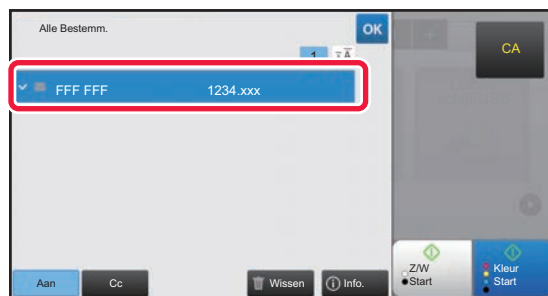 Alle Bestemm.
OK
CA
1
FFF FFF 1234.xxx
Aan
Cc
Wissen
Info.
Z/W
Start
Kleur
Start